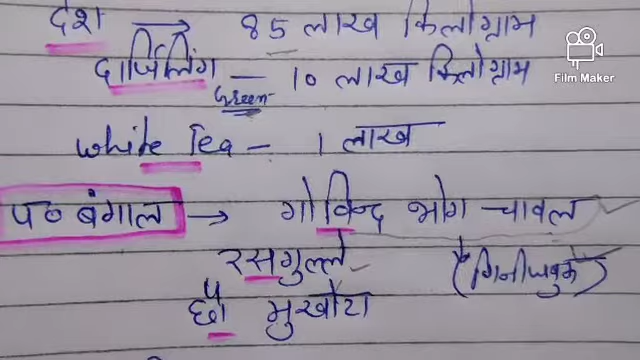 देश → 85 लाख किलोग्राम
दार्जिलिंग — 10 लाख किलोग्राम
Green
white Tea – 1 लाख
प० बंगाल → गोविन्द भोग चावल
रसगुल्ले
छौ मुखौटा
Film Maker